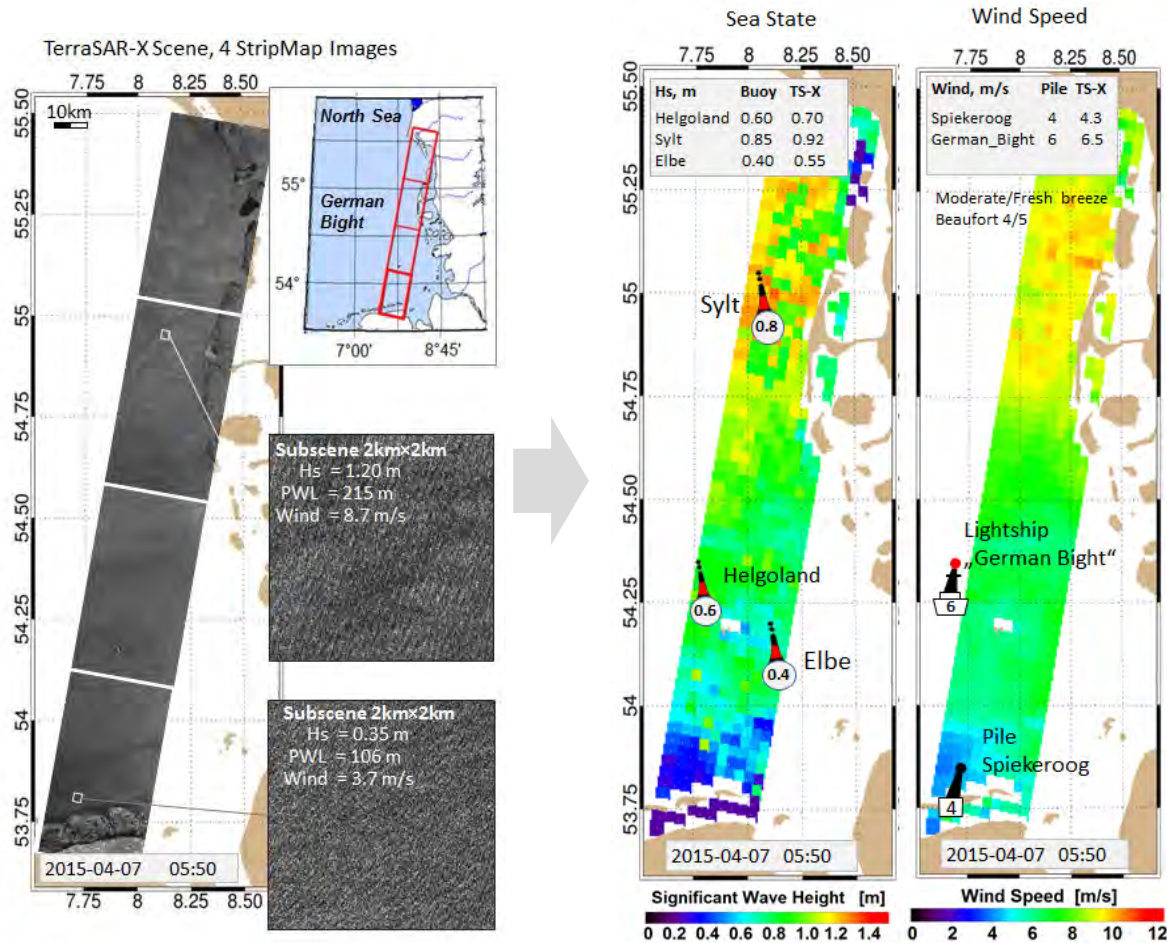 TerraSAR-X Scene, 4 StripMap Images
7.75 8 8.25 8.50
10km
55.50
55.25
55
54.75
54.50
54.25
54
53.75
2015-04-07 05:50
7.75 8 8.25 8.50
North Sea
German
Bight
55°
54°
7°00 8°45'
Subscene 2km×2km
Hs = 1.20 m
PWL = 215 m
Wind = 8.7 m/s
Subscene 2km×2km
Hs = 0.35 m
PWL = 106 m
Wind = 3.7 m/s
Sea State
7.75 8 8.25 8.50
Hs, m Buoy TS-X
Helgoland 0.60 0.70
Sylt 0.85 0.92
Elbe 0.40 0.55
55.50
55.25
55
54.75
54.50
54.25
54
53.75
Sylt
0.8
Helgoland
0.6
Elbe
0.4
2015-04-07 05:50
Significant Wave Height [m]
0 0.2 0.4 0.6 0.8 1.0 1.2 1.4
Wind Speed
7.75 8 8.25 8.50
Wind, m/s Pile TS-X
Spiekeroog 4 4.3
German_Bight 6 6.5
Moderate/Fresh breeze
Beaufort 4/5
Lightship
„German Bight“
6
Pile
Spiekeroog
4
2015-04-07 05:50
Wind Speed [m/s]
0 2 4 6 8 10 12